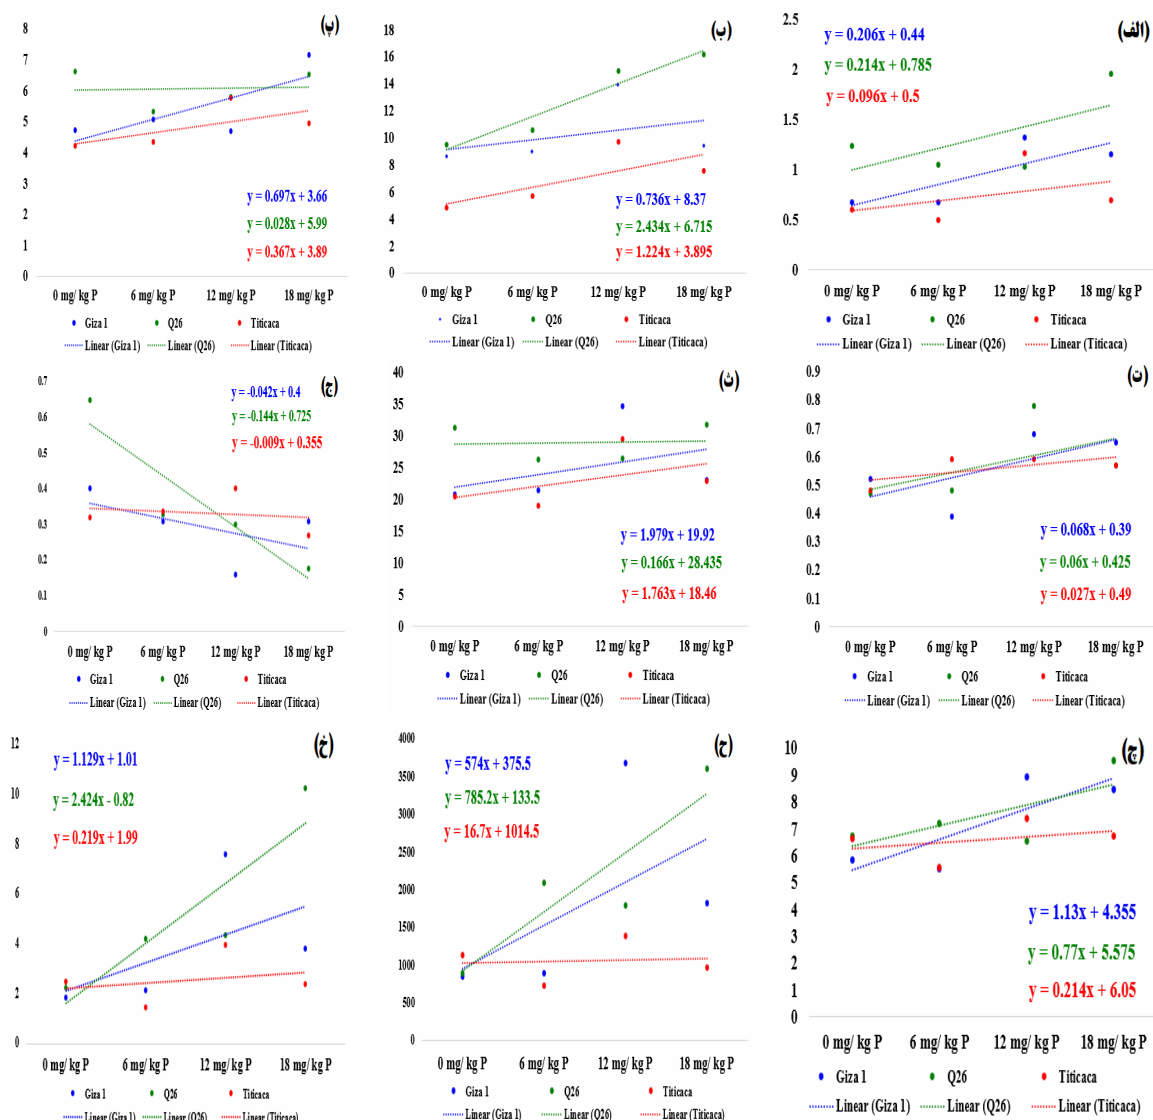 (پ)
8
7
6
5
4
3
2
1
0
y = 0.697x + 3.66
y = 0.028x + 5.99
y = 0.367x + 3.89
0 mg/ kg P 6 mg/ kg P 12 mg/ kg P 18 mg/ kg P
Giza 1 Q26 Titicaca
Linear (Giza 1) Linear (Q26) Linear (Titicaca)
(ب)
18
16
14
12
10
8
6
4
2
0
y = 0.736x + 8.37
y = 2.434x + 6.715
y = 1.224x + 3.895
0 mg/ kg P 6 mg/ kg P 12 mg/ kg P 18 mg/ kg P
Giza 1 Q26 Titicaca
Linear (Giza 1) Linear (Q26) Linear (Titicaca)
(الف)
2.5
2
1.5
1
0.5
0
y = 0.206x + 0.44
y = 0.214x + 0.785
y = 0.096x + 0.5
0 mg/ kg P 6 mg/ kg P 12 mg/ kg P 18 mg/ kg P
Giza 1 Q26 Titicaca
Linear (Giza 1) Linear (Q26) Linear (Titicaca)
(ج)
0.7
0.6
0.5
0.4
0.3
0.2
0.1
0
y = -0.042x + 0.4
y = -0.144x + 0.725
y = -0.009x + 0.355
0 mg/ kg P 6 mg/ kg P 12 mg/ kg P 18 mg/ kg P
Giza 1 Q26 Titicaca
Linear (Giza 1) Linear (Q26) Linear (Titicaca)
(ث)
40
35
30
25
20
15
10
5
0
y = 1.979x + 19.92
y = 0.166x + 28.435
y = 1.763x + 18.46
0 mg/ kg P 6 mg/ kg P 12 mg/ kg P 18 mg/ kg P
Giza 1 Q26 Titicaca
Linear (Giza 1) Linear (Q26) Linear (Titicaca)
(ت)
0.9
0.8
0.7
0.6
0.5
0.4
0.3
0.2
0.1
0
y = 0.068x + 0.39
y = 0.06x + 0.425
y = 0.027x + 0.49
0 mg/ kg P 6 mg/ kg P 12 mg/ kg P 18 mg/ kg P
Giza 1 Q26 Titicaca
Linear (Giza 1) Linear (Q26) Linear (Titicaca)
(خ)
12
10
8
6
4
2
0
y = 1.129x + 1.01
y = 2.424x - 0.82
y = 0.219x + 1.99
0 mg/ kg P 6 mg/ kg P 12 mg/ kg P 18 mg/ kg P
Giza 1 Q26 Titicaca
Linear (Giza 1) Linear (Q26) Linear (Titicaca)
(ح)
4000
3500
3000
2500
2000
1500
1000
500
0
y = 574x + 375.5
y = 785.2x + 133.5
y = 16.7x + 1014.5
0 mg/ kg P 6 mg/ kg P 12 mg/ kg P 18 mg/ kg P
Giza 1 Q26 Titicaca
Linear (Giza 1) Linear (Q26) Linear (Titicaca)
(چ)
10
9
8
7
6
5
4
3
2
1
0
y = 1.13x + 4.355
y = 0.77x + 5.575
y = 0.214x + 6.05
0 mg/ kg P 6 mg/ kg P 12 mg/ kg P 18 mg/ kg P
Giza 1 Q26 Titicaca
Linear (Giza 1) Linear (Q26) Linear (Titicaca)